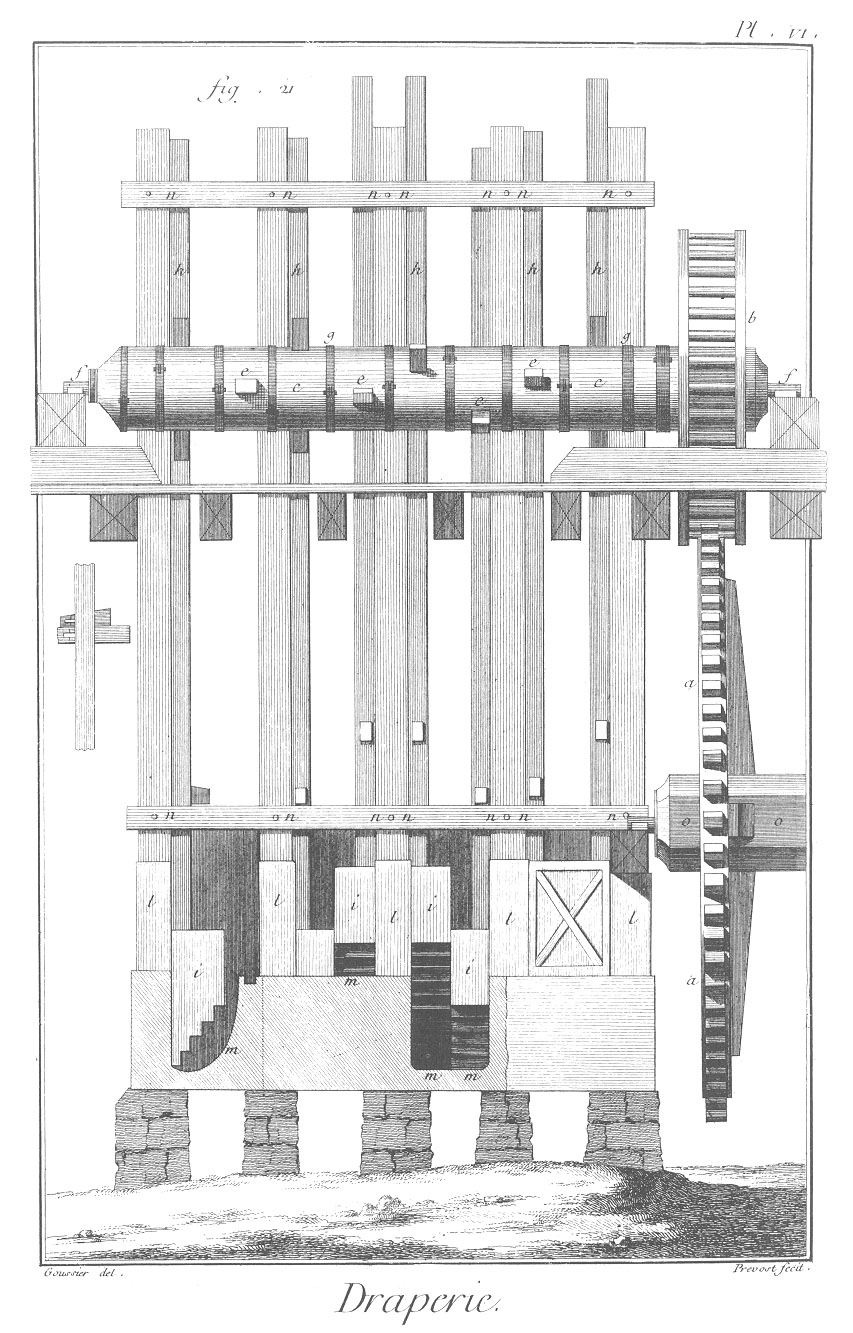 Pl. VI.
fig. 21
n n n n n n n
h h h h h
b
g g
f e e c e e c f
a
n n n n n n n
o o
l l i l i l l
i i
a
m
m m m
Goussier del.
Prevost fecit.
Draperie.